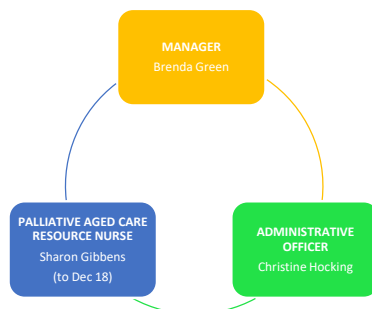 MANAGER
Brenda Green
PALLIATIVE AGED CARE
RESOURCE NURSE
Sharon Gibbens
(to Dec 18)
ADMINISTRATIVE
OFFICER
Christine Hocking